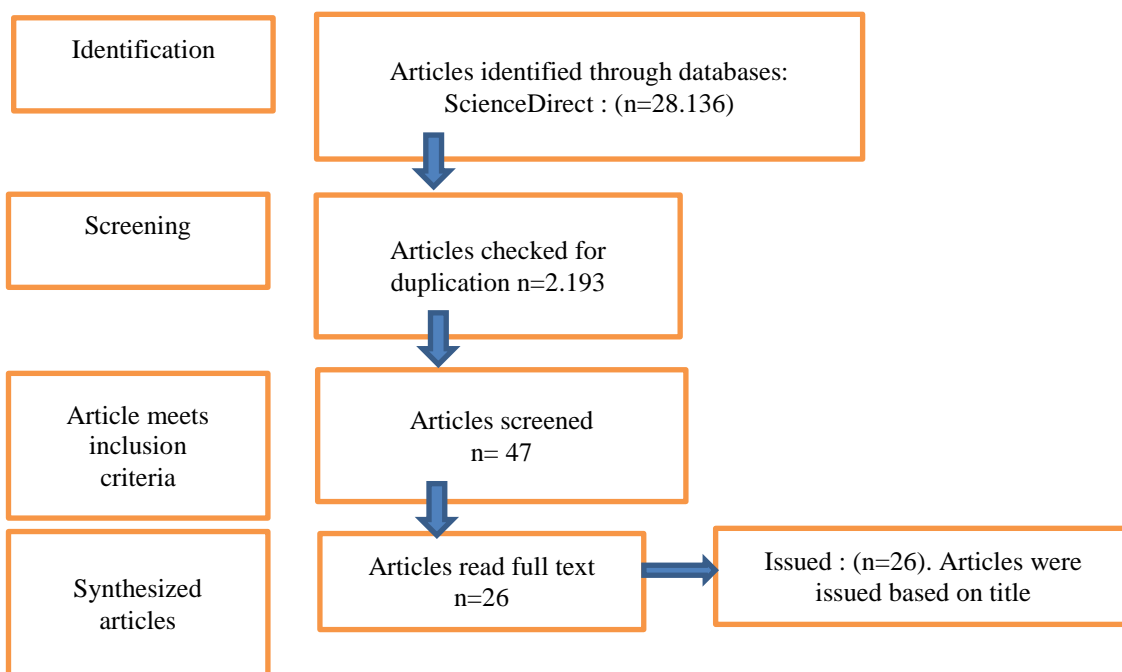 Identification
Articles identified through databases:
ScienceDirect : (n=28.136)
Screening
Articles checked for
duplication n=2.193
Article meets
inclusion
criteria
Articles screened
n= 47
Synthesized
articles
Articles read full text
n=26
Issued : (n=26). Articles were
issued based on title